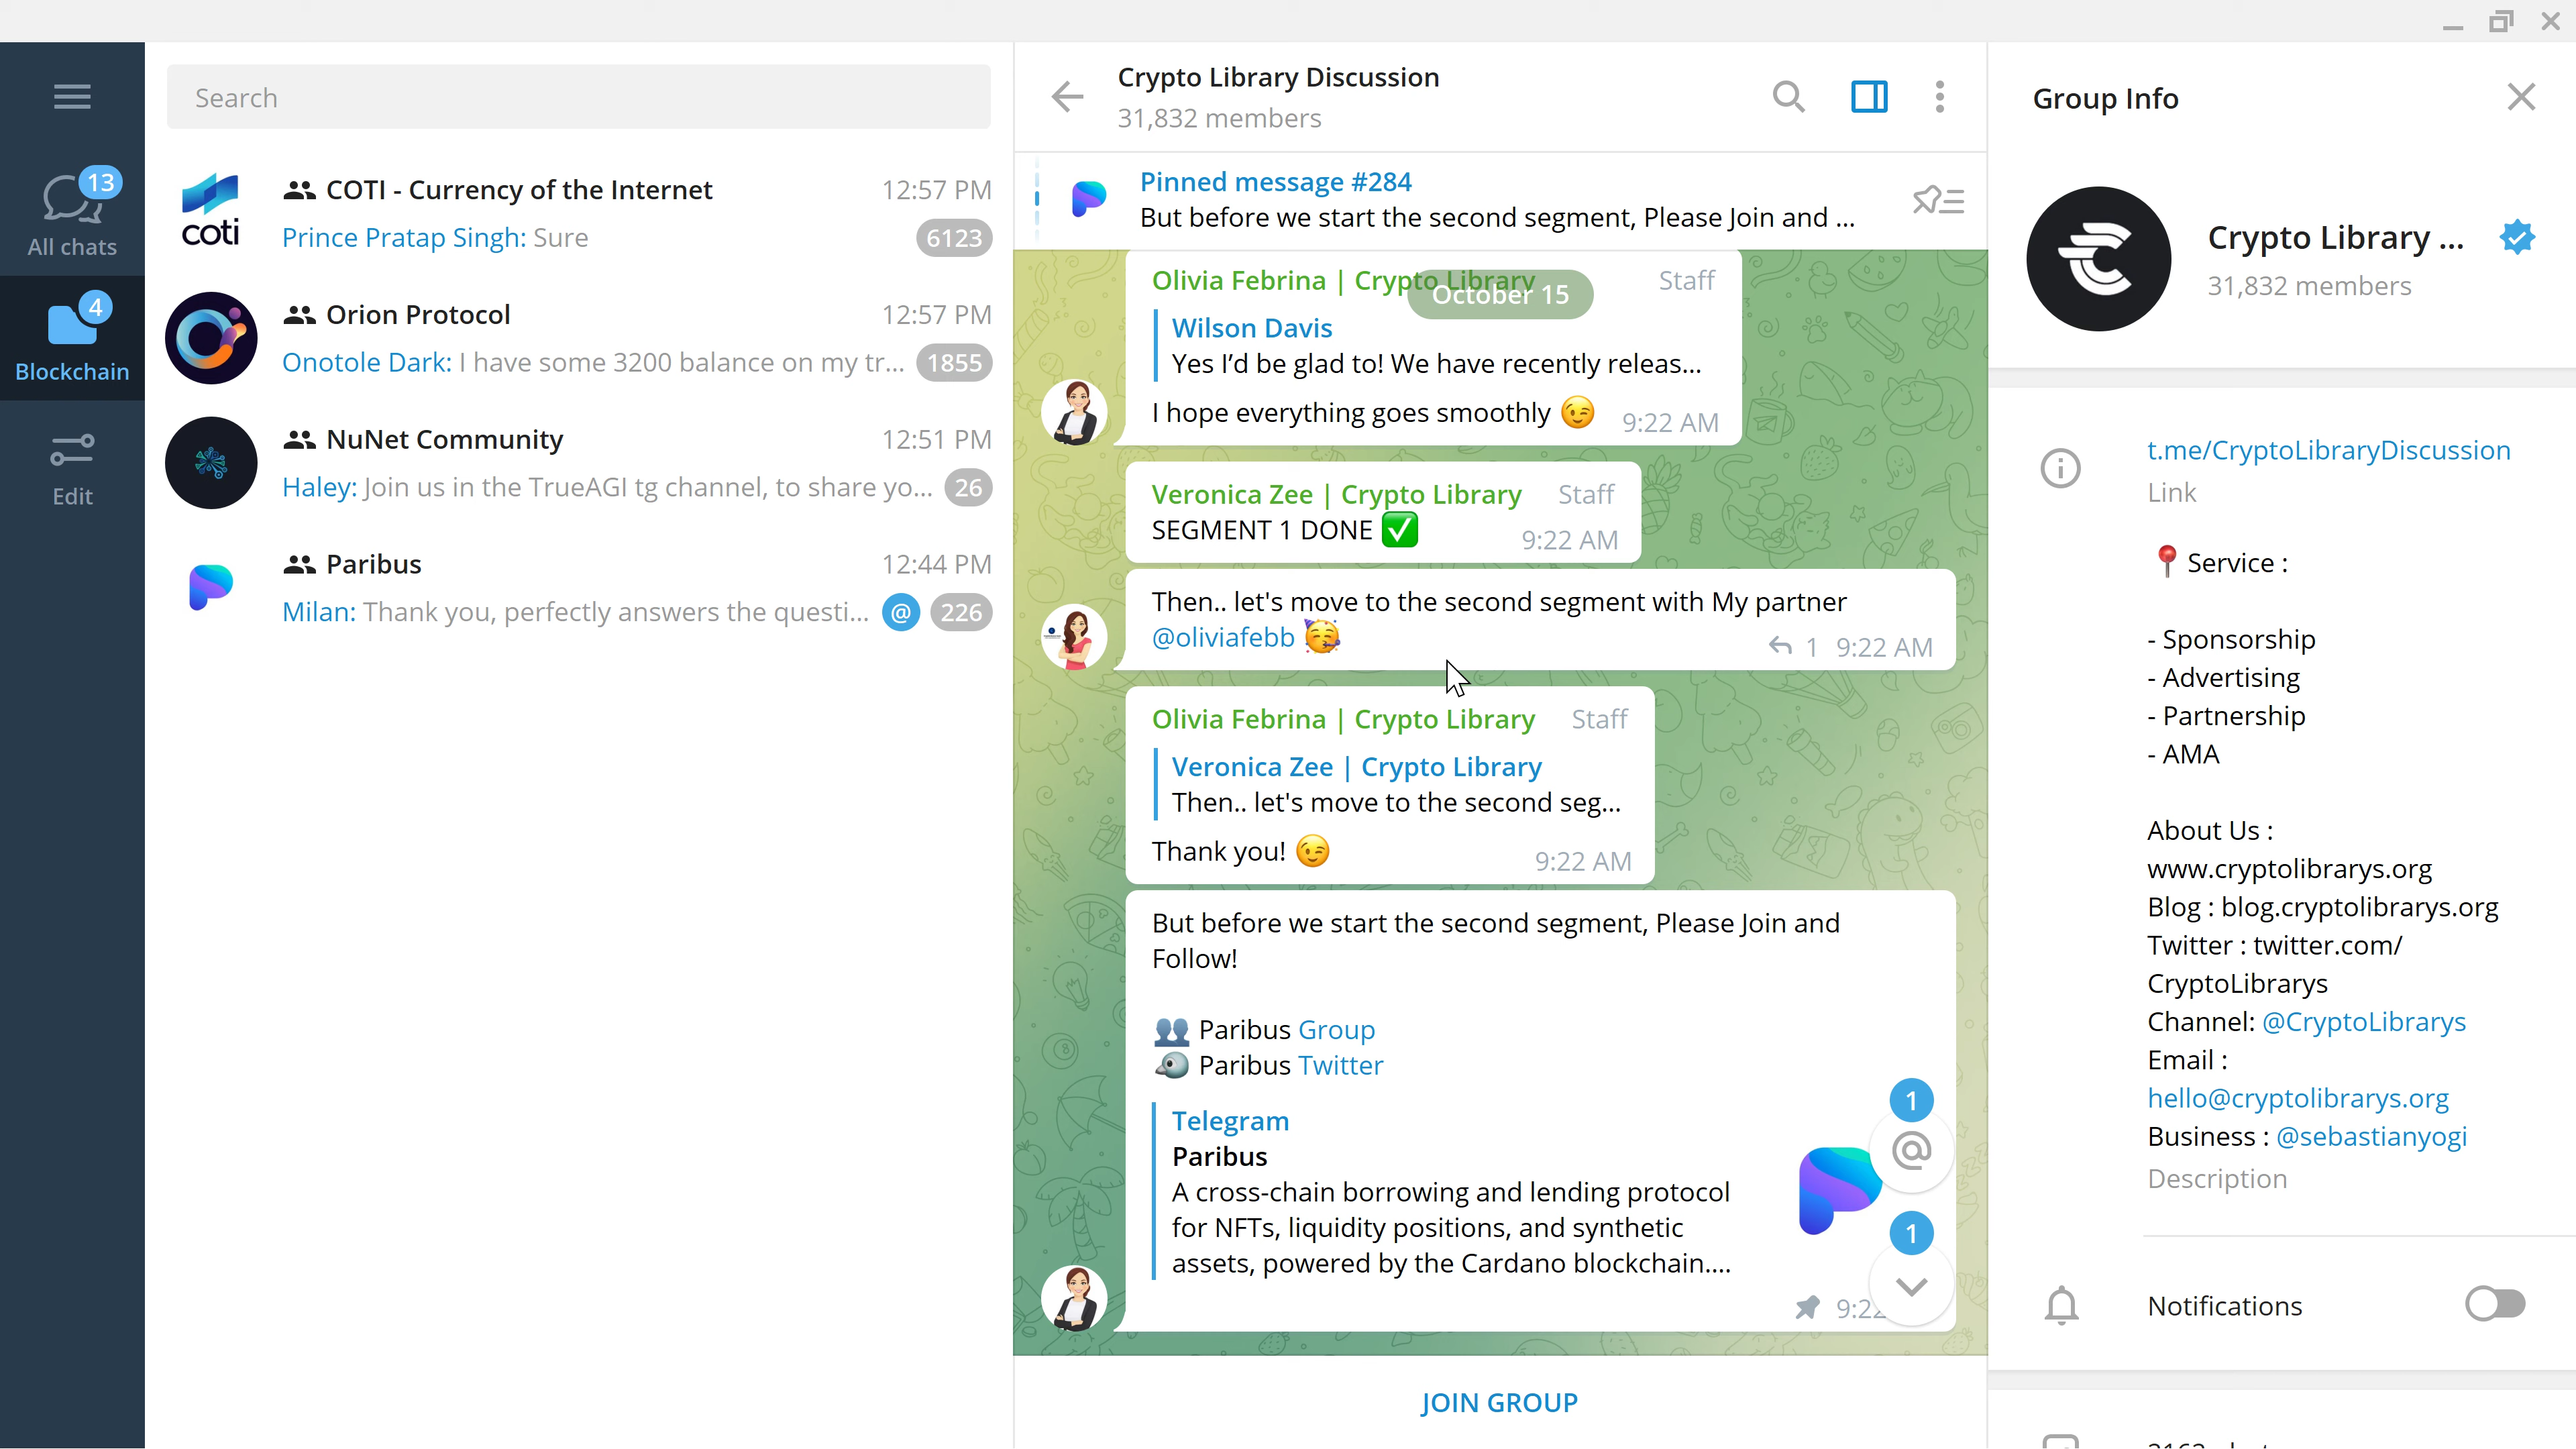 Search
13
All chats
4
Blockchain
Edit
coti
COTI - Currency of the Internet
12:57 PM
Prince Pratap Singh: Sure
6123
Orion Protocol
12:57 PM
Onotole Dark: I have some 3200 balance on my tr...
1855
NuNet Community
12:51 PM
Haley: Join us in the TrueAGI tg channel, to share yo...
26
Paribus
12:44 PM
Milan: Thank you, perfectly answers the questi...
@
226
Crypto Library Discussion
31,832 members
Pinned message #284
But before we start the second segment, Please Join and ...
Olivia Febrina | Crypto Library
Staff
October 15
Wilson Davis
Yes I'd be glad to! We have recently releas...
I hope everything goes smoothly 😉
9:22 AM
Veronica Zee | Crypto Library
Staff
SEGMENT 1 DONE ✅
9:22 AM
Then.. let's move to the second segment with My partner
@oliviafebb 🥳
1 9:22 AM
Olivia Febrina | Crypto Library
Staff
Veronica Zee | Crypto Library
Then.. let's move to the second seg...
Thank you! 😉
9:22 AM
But before we start the second segment, Please Join and
Follow!
👥 Paribus Group
🐦 Paribus Twitter
Telegram
Paribus
A cross-chain borrowing and lending protocol
for NFTs, liquidity positions, and synthetic
assets, powered by the Cardano blockchain....
1
@
1
9:22
JOIN GROUP
Group Info
Crypto Library ...
31,832 members
t.me/CryptoLibraryDiscussion
Link
📍 Service :
- Sponsorship
- Advertising
- Partnership
- AMA
About Us :
www.cryptolibrarys.org
Blog : blog.cryptolibrarys.org
Twitter : twitter.com/
CryptoLibrarys
Channel: @CryptoLibrarys
Email :
hello@cryptolibrarys.org
Business : @sebastianyogi
Description
Notifications